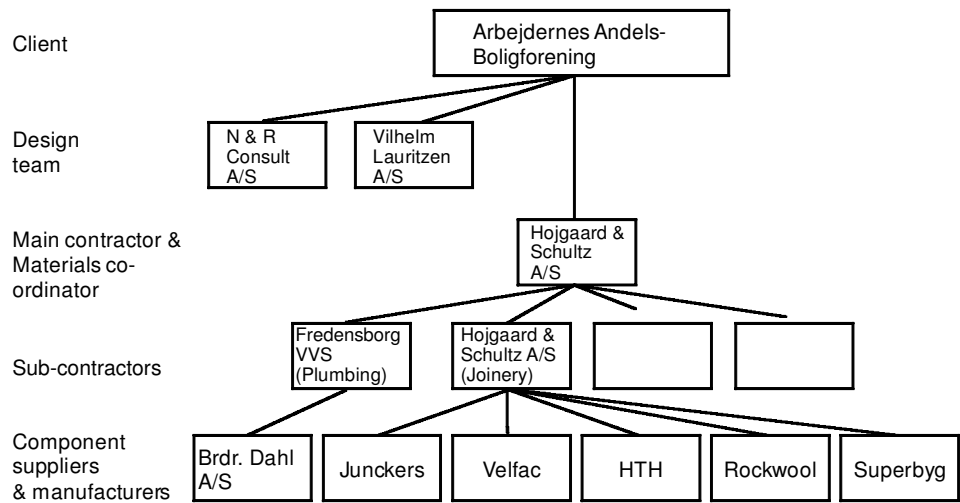 Client
Arbejdernes Andels-
Boligforening
Design
team
N & R
Consult
A/S
Vilhelm
Lauritzen
A/S
Main contractor &
Materials co-
ordinator
Hojgaard &
Schultz
A/S
Sub-contractors
Fredensborg
VVS
(Plumbing)
Hojgaard &
Schultz A/S
(Joinery)
Component
suppliers
& manufacturers
Brdr. Dahl
A/S
Junckers
Velfac
HTH
Rockwool
Superbyg